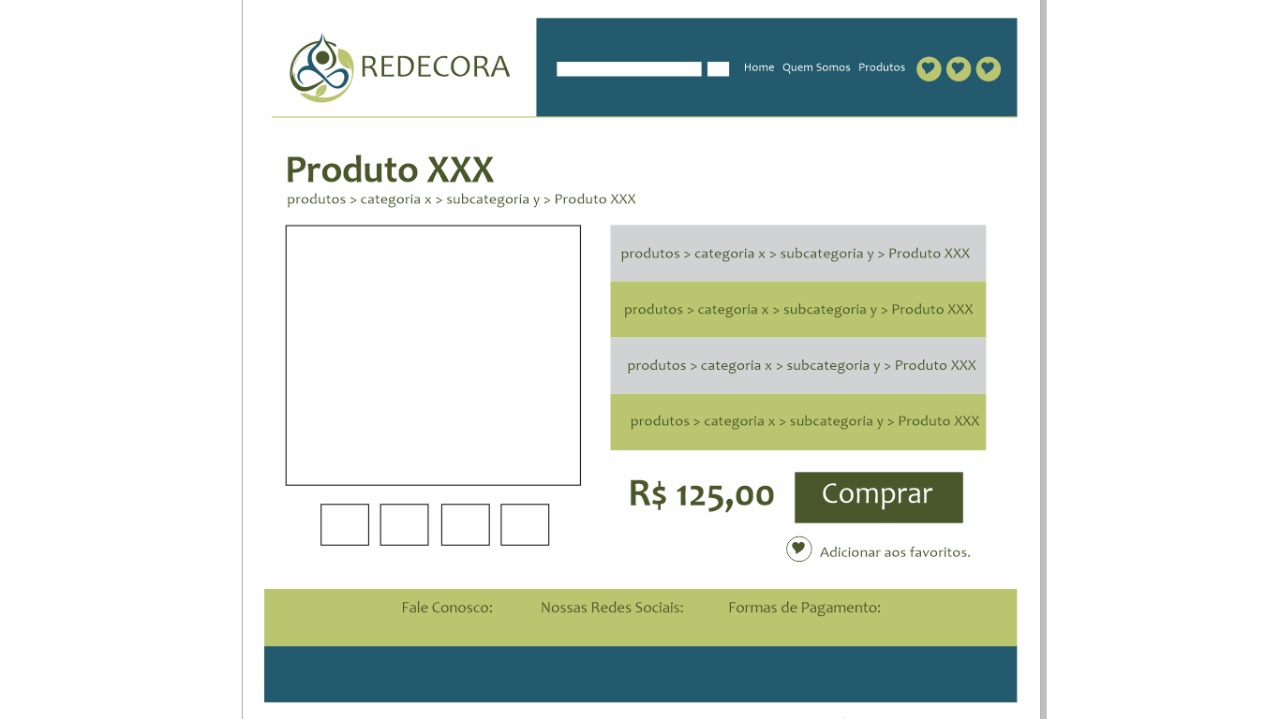 REDECORA
Home Quem Somos Produtos
Produto XXX
produtos > categoria x > subcategoria y > Produto XXX
produtos > categoria x > subcategoria y > Produto XXX
produtos > categoria x > subcategoria y > Produto XXX
produtos > categoria x > subcategoria y > Produto XXX
produtos > categoria x > subcategoria y > Produto XXX
R$ 125,00 Comprar
Adicionar aos favoritos.
Fale Conosco: Nossas Redes Sociais: Formas de Pagamento: